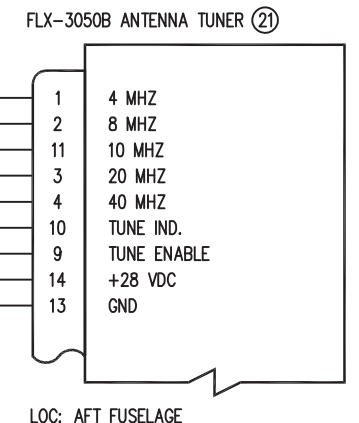 FLX-3050B ANTENNA TUNER 21
1 4 MHZ
2 8 MHZ
11 10 MHZ
3 20 MHZ
4 40 MHZ
10 TUNE IND.
9 TUNE ENABLE
14 +28 VDC
13 GND
LOC: AFT FUSELAGE